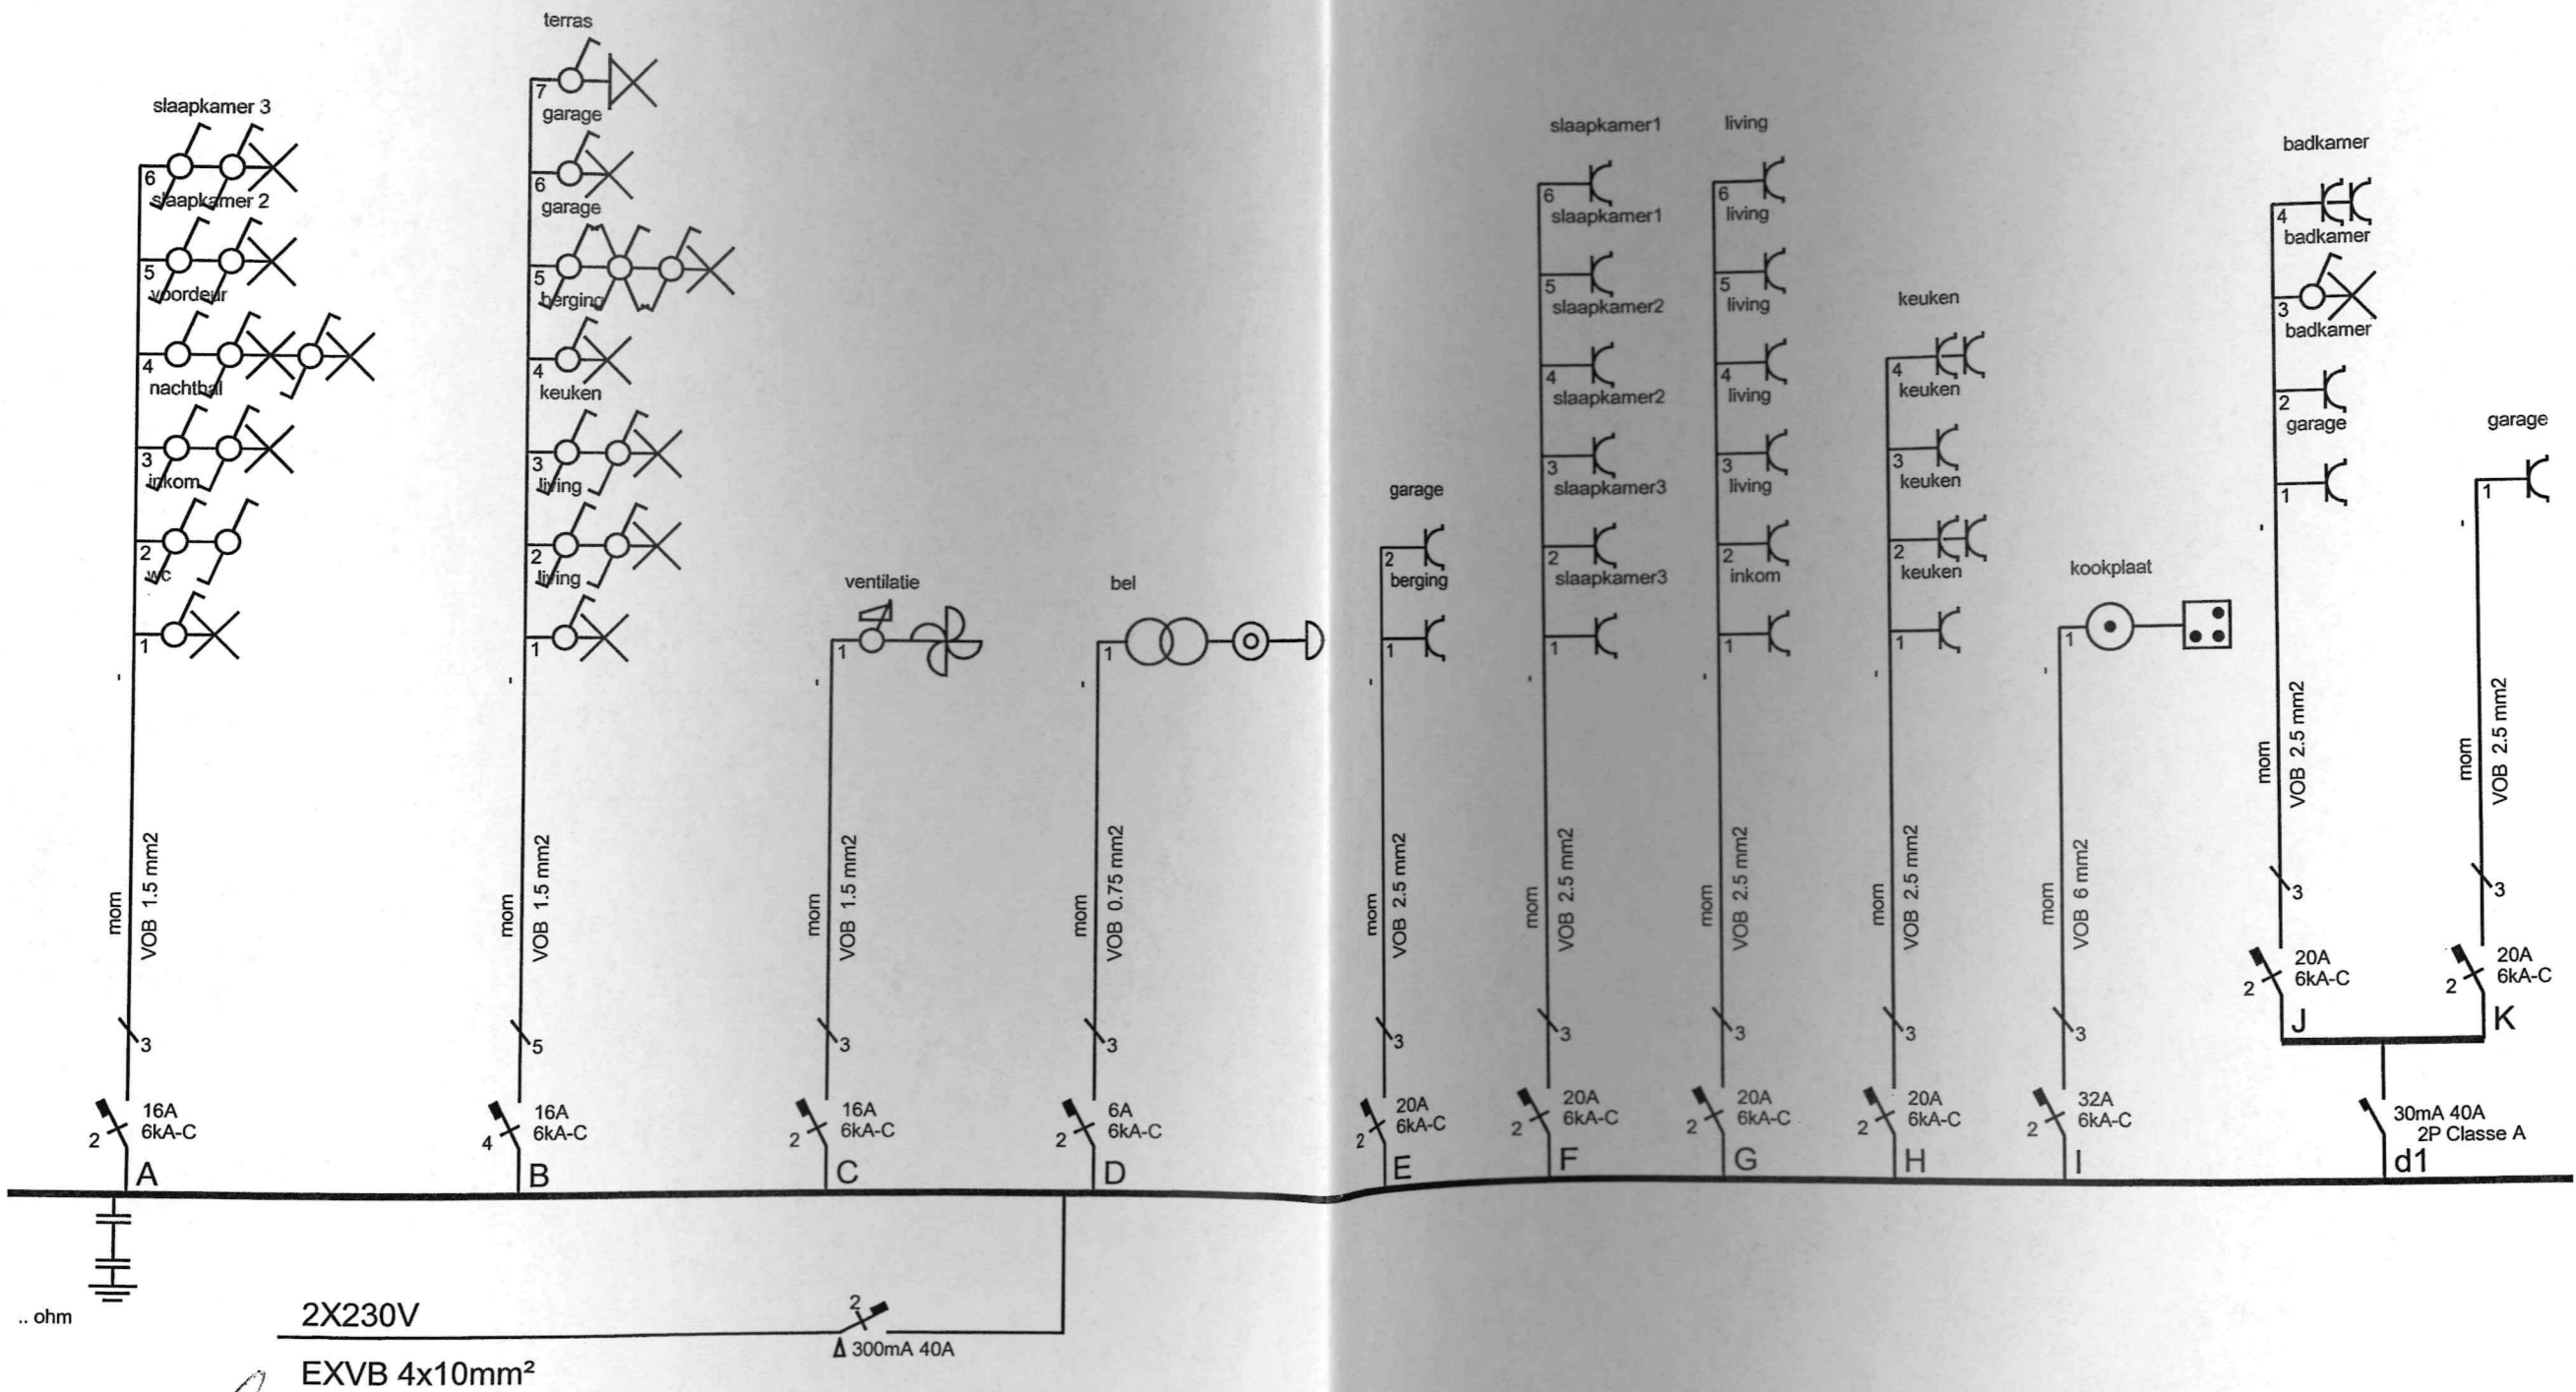 slaapkamer 3
6
slaapkamer 2
5
voordeur
4
nachthal
3
inkom
2
wc
1
-
mom
VOB 1.5 mm2
3
16A
6kA-C
2
A
terras
7
garage
6
garage
5
berging
4
keuken
3
living
2
living
1
-
mom
VOB 1.5 mm2
5
16A
6kA-C
4
B
ventilatie
1
-
mom
VOB 1.5 mm2
3
16A
6kA-C
2
C
bel
1
-
mom
VOB 0.75 mm2
3
6A
6kA-C
2
D
garage
2
berging
1
-
mom
VOB 2.5 mm2
3
20A
6kA-C
2
E
slaapkamer1
6
slaapkamer1
5
slaapkamer2
4
slaapkamer2
3
slaapkamer3
2
slaapkamer3
1
-
mom
VOB 2.5 mm2
3
20A
6kA-C
2
F
living
6
living
5
living
4
living
3
living
2
inkom
1
-
mom
VOB 2.5 mm2
3
20A
6kA-C
2
G
keuken
4
keuken
3
keuken
2
keuken
1
-
mom
VOB 2.5 mm2
3
20A
6kA-C
2
H
kookplaat
1
-
mom
VOB 6 mm2
3
32A
6kA-C
2
I
badkamer
4
badkamer
3
badkamer
2
garage
1
-
mom
VOB 2.5 mm2
3
20A
6kA-C
2
J
garage
1
-
mom
VOB 2.5 mm2
3
20A
6kA-C
2
K
30mA 40A
2P Classe A
d1
.. ohm
2X230V
2
Δ 300mA 40A
EXVB 4x10mm²